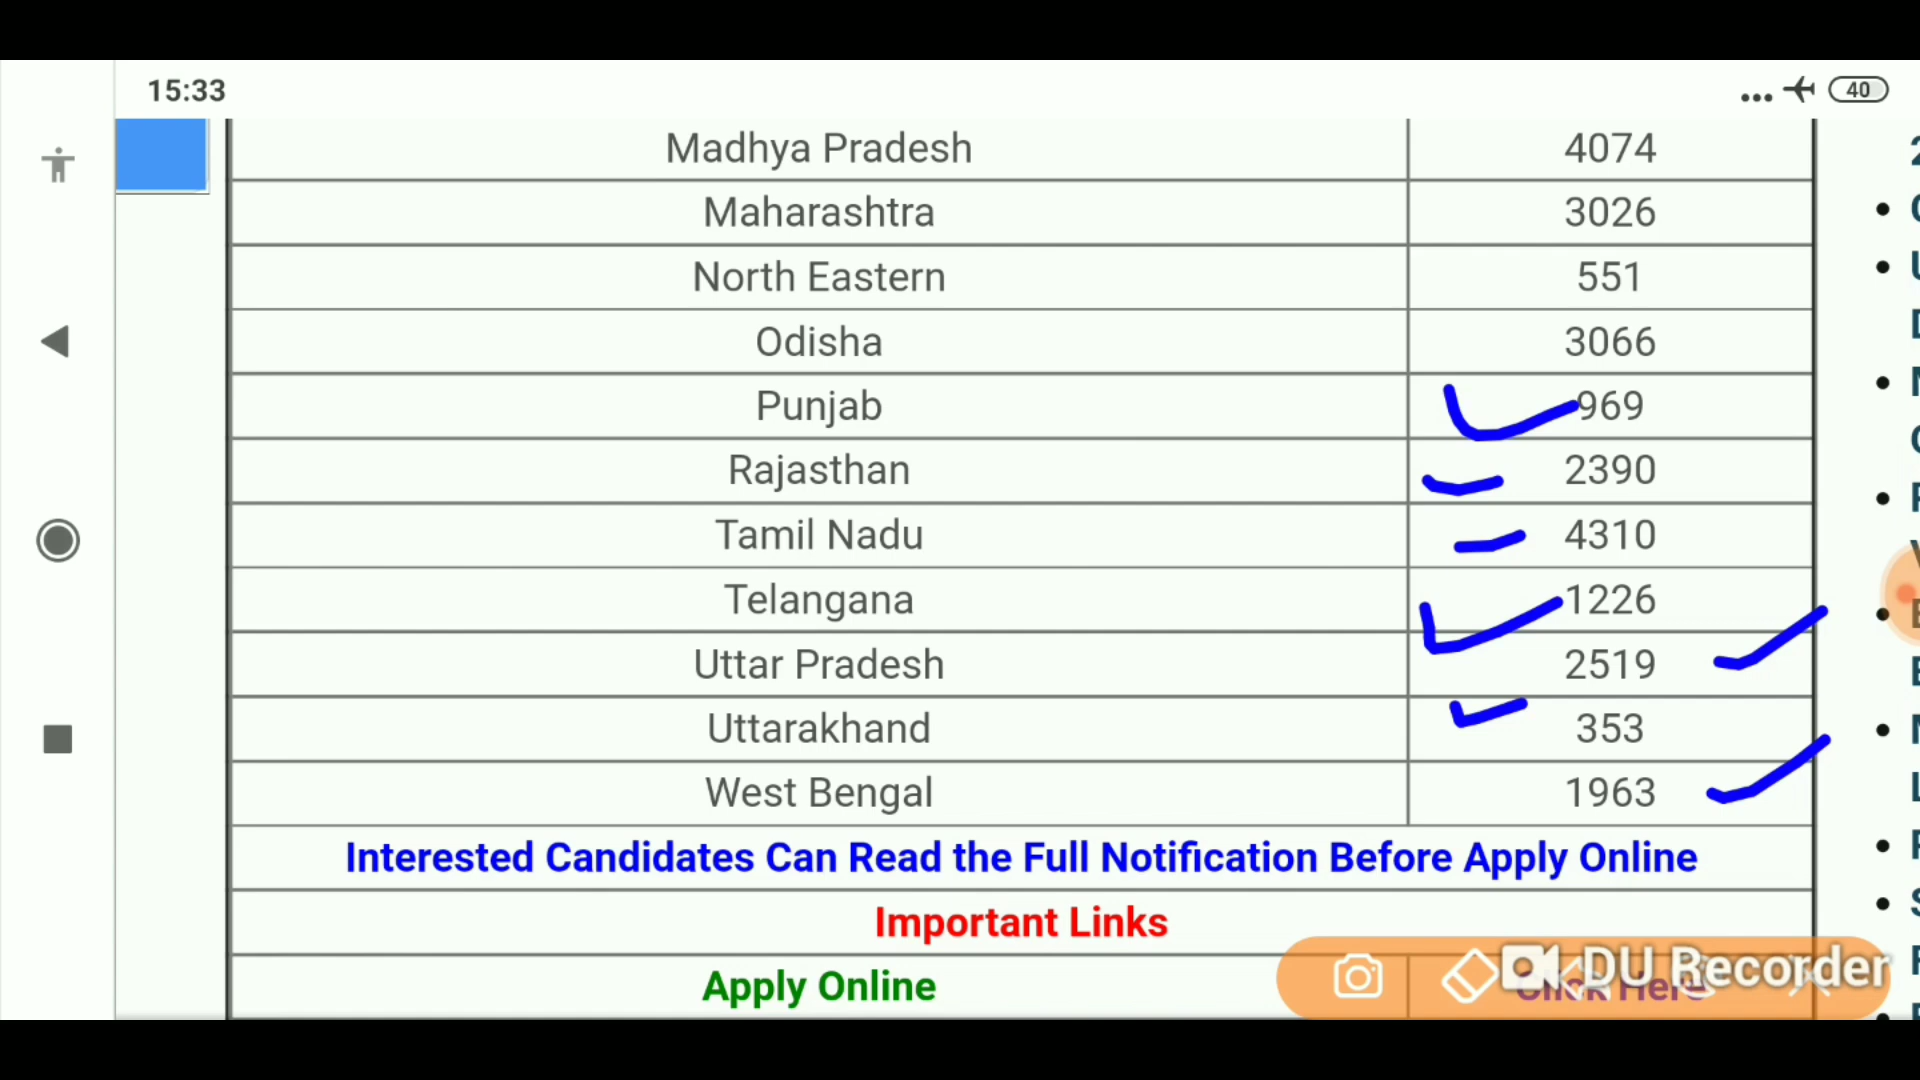 15:33
40
Madhya Pradesh 4074
Maharashtra 3026
North Eastern 551
Odisha 3066
Punjab 969
Rajasthan 2390
Tamil Nadu 4310
Telangana 1226
Uttar Pradesh 2519
Uttarakhand 353
West Bengal 1963
Interested Candidates Can Read the Full Notification Before Apply Online
Important Links
Apply Online Click Here
DU Recorder